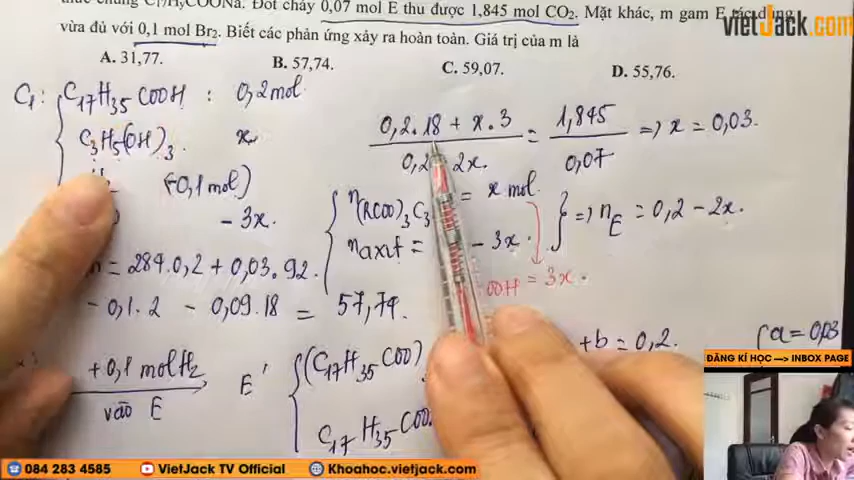 chung C17HyCOONa. Đốt cháy 0,07 mol E thu được 1,845 mol CO2. Mặt khác, m gam E tác dụng
vừa đủ với 0,1 mol Br2. Biết các phản ứng xảy ra hoàn toàn. Giá trị của m là
A. 31,77. B. 57,74. C. 59,07. D. 55,76.
vietJack.com
C1: { C17H35COOH : 0,2 mol
C3H5(OH)3. x
(-0,1 mol)
- 3x.
= 284.0,2 + 0,03.92.
- 0,1.2 - 0,09.18 = 57,74.
0,2.18 + x.3 / 2x. = 1,845 / 0,07 => x = 0,03.
n(RCOO)3C3 = x mol
naxit = - 3x.
} => nE = 0,2 - 2x.
OOH = 3x.
+0,1 mol H2
vào E
E' { (C17H35COO)
C17H35COO
+b = 0,2.
{ a = 0,03
ĐĂNG KÍ HỌC —> INBOX PAGE
084 283 4585 VietJack TV Official Khoahoc.vietjack.com